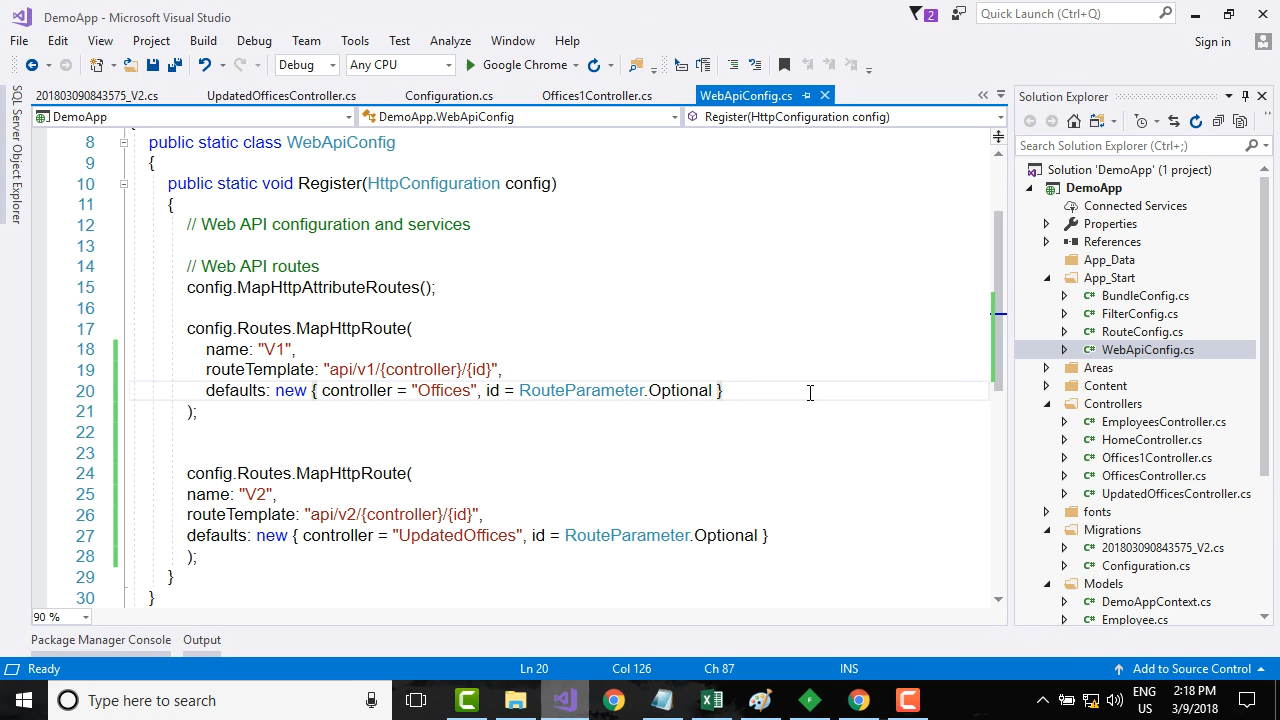 DemoApp - Microsoft Visual Studio
2
Quick Launch (Ctrl+Q)
File Edit View Project Build Debug Team Tools Test Analyze Window Help
Sign in
Debug Any CPU Google Chrome
SQL Server Object Explorer
201803090843575_V2.cs UpdatedOfficesController.cs Configuration.cs Offices1Controller.cs WebApiConfig.cs
DemoApp DemoApp.WebApiConfig Register(HttpConfiguration config)
8 public static class WebApiConfig
9 {
10 public static void Register(HttpConfiguration config)
11 {
12 // Web API configuration and services
13
14 // Web API routes
15 config.MapHttpAttributeRoutes();
16
17 config.Routes.MapHttpRoute(
18 name: "V1",
19 routeTemplate: "api/v1/{controller}/{id}",
20 defaults: new { controller = "Offices", id = RouteParameter.Optional }
21 );
22
23
24 config.Routes.MapHttpRoute(
25 name: "V2",
26 routeTemplate: "api/v2/{controller}/{id}",
27 defaults: new { controller = "UpdatedOffices", id = RouteParameter.Optional }
28 );
29 }
30 }
90 %
Package Manager Console Output
Solution Explorer
Search Solution Explorer (Ctrl+;)
Solution 'DemoApp' (1 project)
DemoApp
Connected Services
Properties
References
App_Data
App_Start
C# BundleConfig.cs
C# FilterConfig.cs
C# RouteConfig.cs
C# WebApiConfig.cs
Areas
Content
Controllers
C# EmployeesController.cs
C# HomeController.cs
C# Offices1Controller.cs
C# OfficesController.cs
C# UpdatedOfficesController.cs
fonts
Migrations
C# 201803090843575_V2.cs
C# Configuration.cs
Models
C# DemoAppContext.cs
C# Employee.cs
Ready Ln 20 Col 126 Ch 87 INS Add to Source Control
Type here to search
ENG
US
2:18 PM
3/9/2018